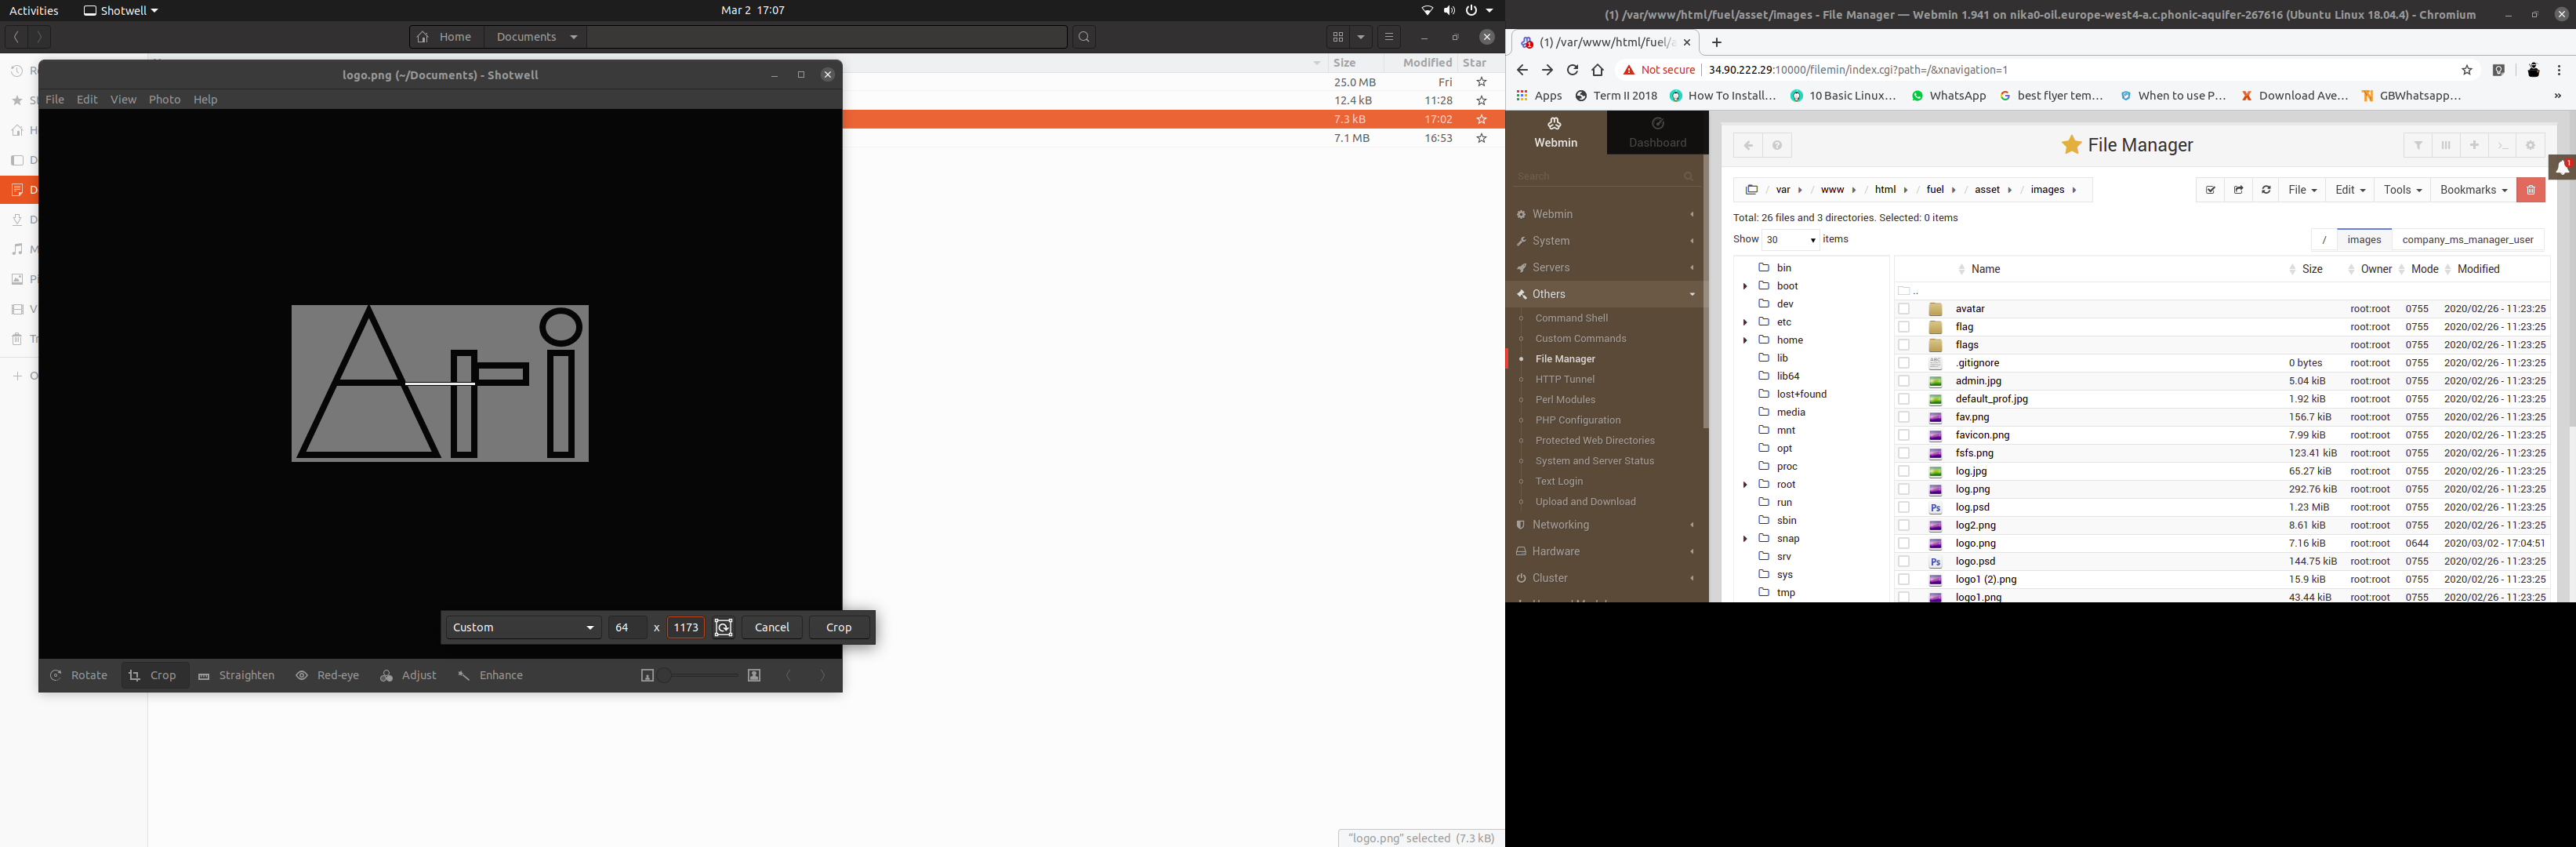 Activities
Shotwell
Mar 2 17:07
Home
Documents
Size
Modified
Star
25.0 MB
Fri
12.4 kB
11:28
7.3 kB
17:02
7.1 MB
16:53
logo.png (~/Documents) - Shotwell
File Edit View Photo Help
Custom
64 x 1173
Cancel
Crop
Rotate
Crop
Straighten
Red-eye
Adjust
Enhance
"logo.png" selected (7.3 kB)
(1) /var/www/html/fuel/asset/images - File Manager — Webmin 1.941 on nika0-oil.europe-west4-a.c.phonic-aquifer-267616 (Ubuntu Linux 18.04.4) - Chromium
(1) /var/www/html/fuel/a
Not secure | 34.90.222.29:10000/filemin/index.cgi?path=/&xnavigation=1
Apps
Term II 2018
How To Install...
10 Basic Linux...
WhatsApp
best flyer tem...
When to use P...
Download Ave...
GBWhatsapp...
»
Webmin
Dashboard
Search
Webmin
System
Servers
Others
Command Shell
Custom Commands
File Manager
HTTP Tunnel
Perl Modules
PHP Configuration
Protected Web Directories
System and Server Status
Text Login
Upload and Download
Networking
Hardware
Cluster
File Manager
1
var / www / html / fuel / asset / images
File
Edit
Tools
Bookmarks
Total: 26 files and 3 directories. Selected: 0 items
Show 30 items
/
images
company_ms_manager_user
bin
boot
dev
etc
home
lib
lib64
lost+found
media
mnt
opt
proc
root
run
sbin
snap
srv
sys
tmp
Name Size Owner Mode Modified
..
avatar root:root 0755 2020/02/26 - 11:23:25
flag root:root 0755 2020/02/26 - 11:23:25
flags root:root 0755 2020/02/26 - 11:23:25
.gitignore 0 bytes root:root 0755 2020/02/26 - 11:23:25
admin.jpg 5.04 kiB root:root 0755 2020/02/26 - 11:23:25
default_prof.jpg 1.92 kiB root:root 0755 2020/02/26 - 11:23:25
fav.png 156.7 kiB root:root 0755 2020/02/26 - 11:23:25
favicon.png 7.99 kiB root:root 0755 2020/02/26 - 11:23:25
fsfs.png 123.41 kiB root:root 0755 2020/02/26 - 11:23:25
log.jpg 65.27 kiB root:root 0755 2020/02/26 - 11:23:25
log.png 292.76 kiB root:root 0755 2020/02/26 - 11:23:25
log.psd 1.23 MiB root:root 0755 2020/02/26 - 11:23:25
log2.png 8.61 kiB root:root 0755 2020/02/26 - 11:23:25
logo.png 7.16 kiB root:root 0644 2020/03/02 - 17:04:51
logo.psd 144.75 kiB root:root 0755 2020/02/26 - 11:23:25
logo1 (2).png 15.9 kiB root:root 0755 2020/02/26 - 11:23:25
logo1.png 43.44 kiB root:root 0755 2020/02/26 - 11:23:25